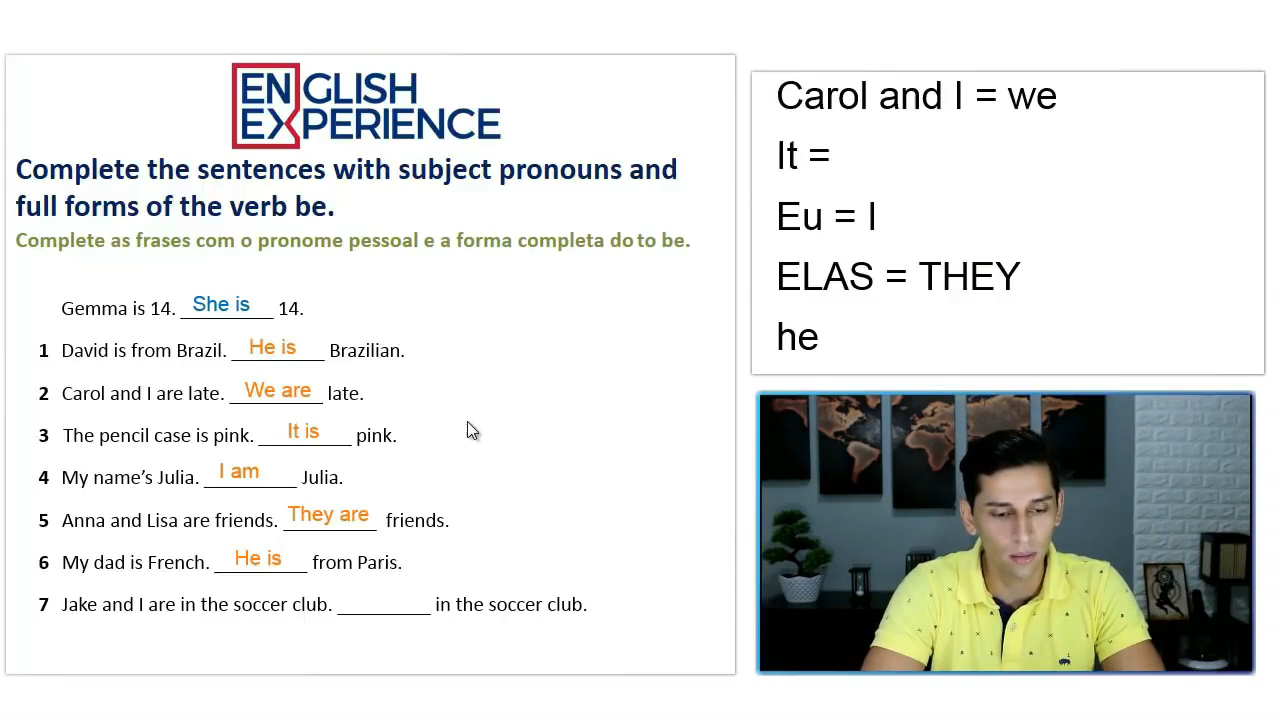 ENGLISH
EXPERIENCE
Complete the sentences with subject pronouns and
full forms of the verb be.
Complete as frases com o pronome pessoal e a forma completa do to be.
Gemma is 14. She is 14.
1 David is from Brazil. He is Brazilian.
2 Carol and I are late. We are late.
3 The pencil case is pink. It is pink.
4 My name’s Julia. I am Julia.
5 Anna and Lisa are friends. They are friends.
6 My dad is French. He is from Paris.
7 Jake and I are in the soccer club. _________ in the soccer club.
Carol and I = we
It =
Eu = I
ELAS = THEY
he